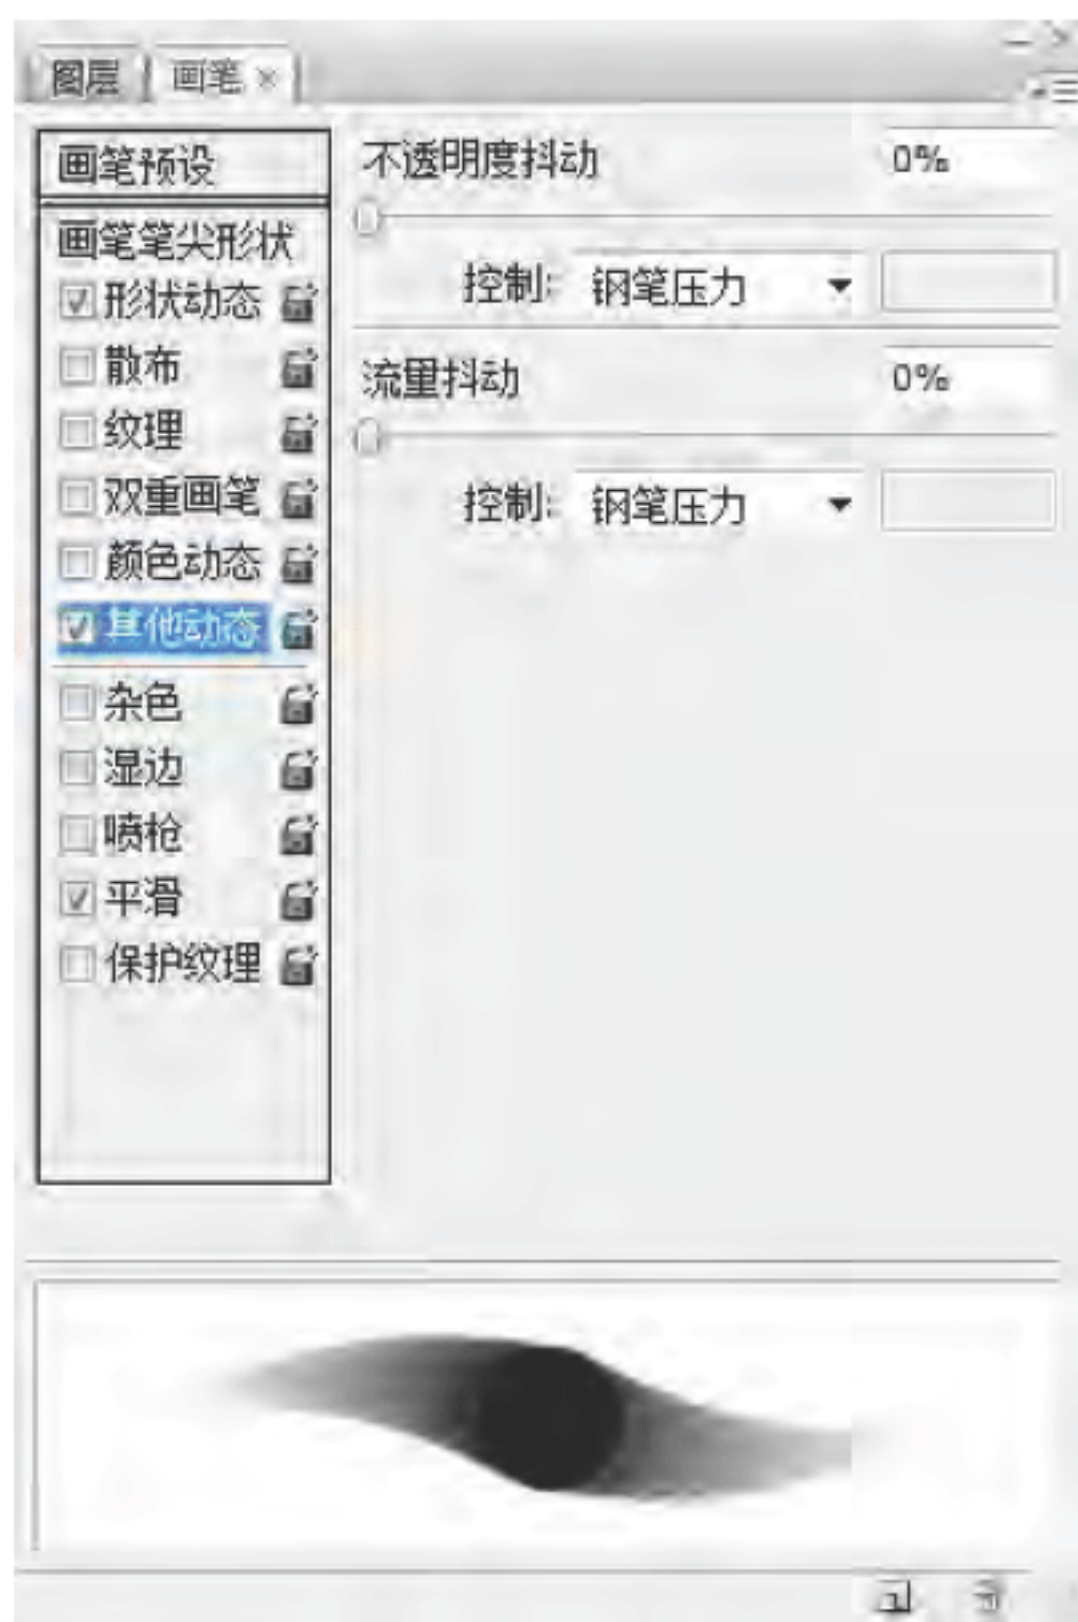 图层 画笔 ×
画笔预设
画笔笔尖形状
形状动态
散布
纹理
双重画笔
颜色动态
其他动态
杂色
湿边
喷枪
平滑
保护纹理
不透明度抖动 0%
控制: 钢笔压力
流里抖动 0%
控制: 钢笔压力